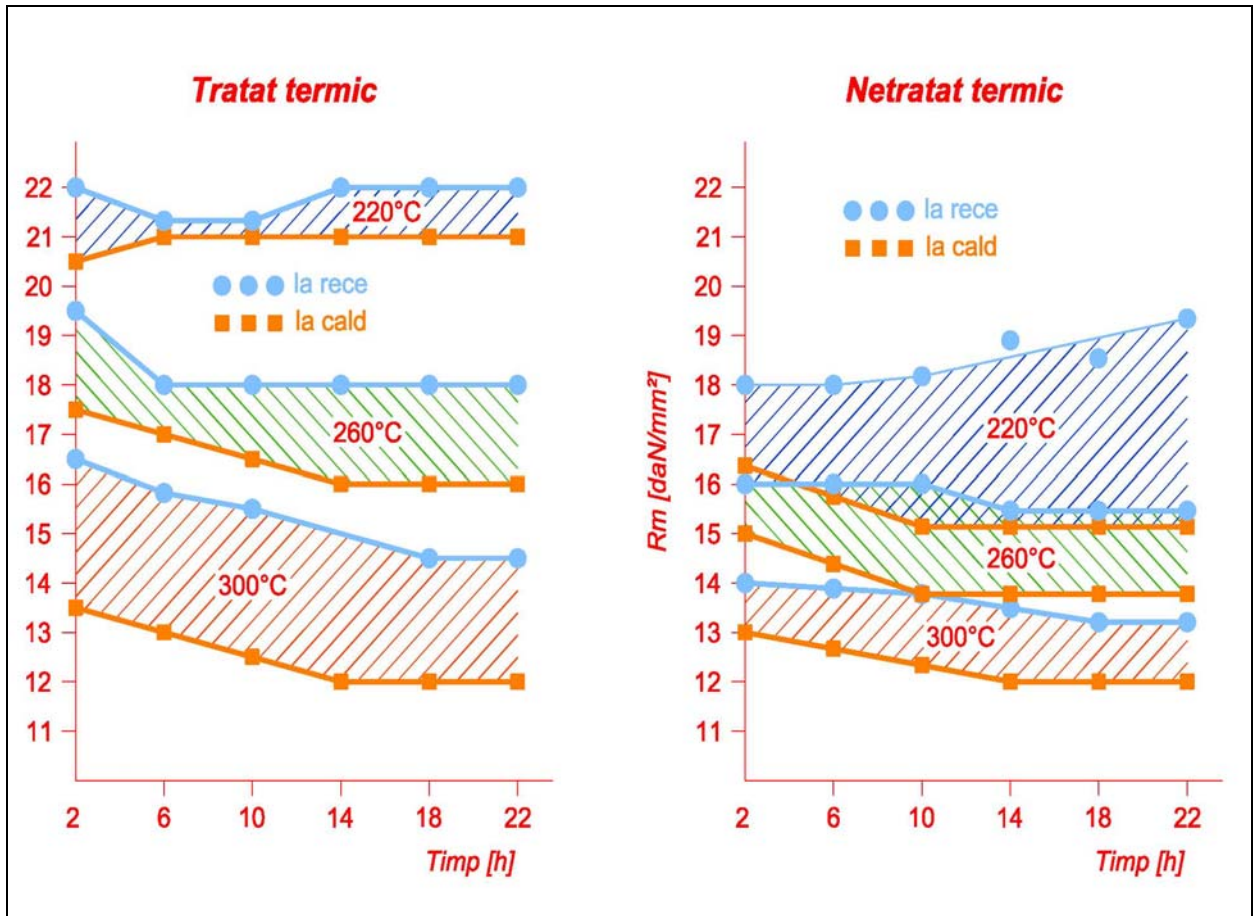 Tratat termic
22
21
20
19
18
17
16
15
14
13
12
11
220°C
la rece
la cald
260°C
300°C
2 6 10 14 18 22
Timp [h]
Netratat termic
Rm [daN/mm²]
22
21
20
19
18
17
16
15
14
13
12
11
la rece
la cald
220°C
260°C
300°C
2 6 10 14 18 22
Timp [h]